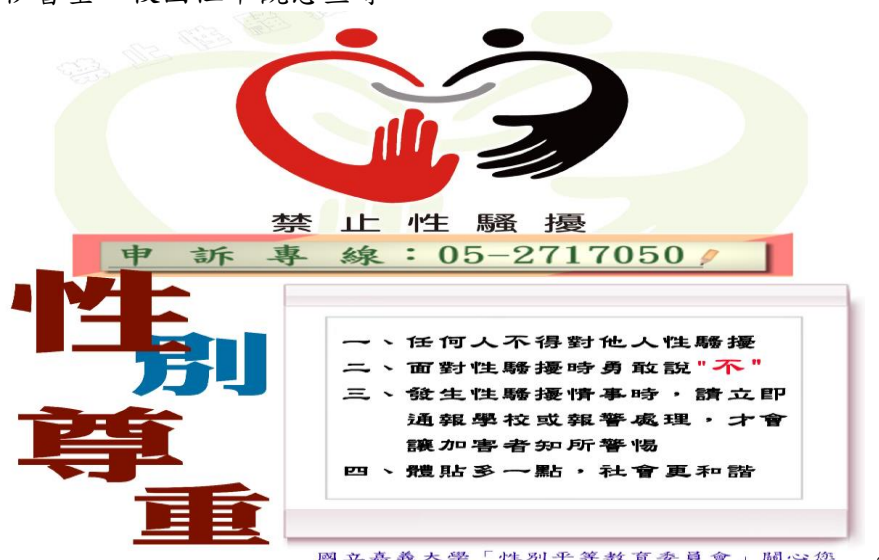 禁止性騷擾
申訴專線：05-2717050
性別尊重
一、任何人不得對他人性騷擾
二、面對性騷擾時勇敢說"不"
三、發生性騷擾情事時，請立即
通報學校或報警處理，才會
讓加害者知所警惕
四、體貼多一點，社會更和諧
國立嘉義大學「性別平等教育委員會」關心您